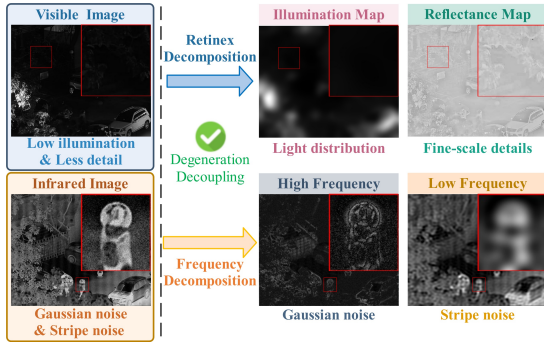 Visible Image
Low illumination
& Less detail
Retinex
Decomposition
Illumination Map
Light distribution
Reflectance Map
Fine-scale details
Degeneration
Decoupling
Infrared Image
Gaussian noise
& Stripe noise
Frequency
Decomposition
High Frequency
Gaussian noise
Low Frequency
Stripe noise